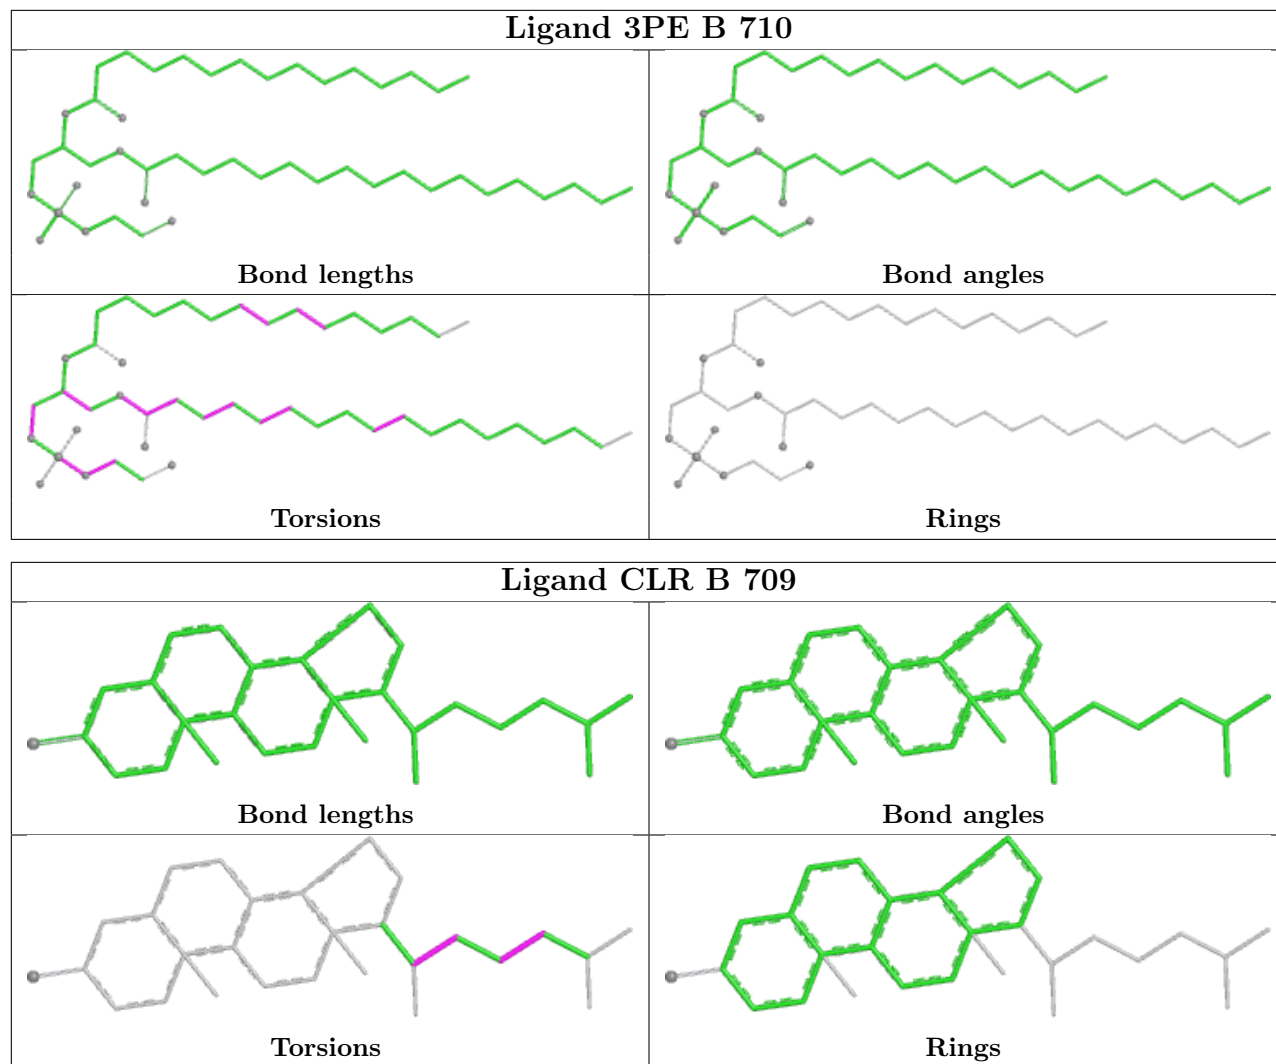 Ligand 3PE B 710
Bond lengths
Bond angles
Torsions
Rings
Ligand CLR B 709
Bond lengths
Bond angles
Torsions
Rings